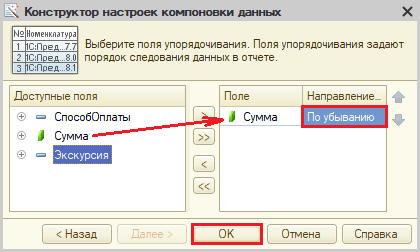 Конструктор настроек компоновки данных
№ Номенклатура
1 1С:Пред...7.7
2 1С:Пред...8.0
3 1С:Пред...8.1
Выберите поля упорядочивания. Поля упорядочивания задают
порядок следования данных в отчете.
Доступные поля
СпособОплаты
Сумма
Экскурсия
>
>>
<
<<
Поле Направление...
Сумма По убыванию
< Назад Далее > OK Отмена Справка